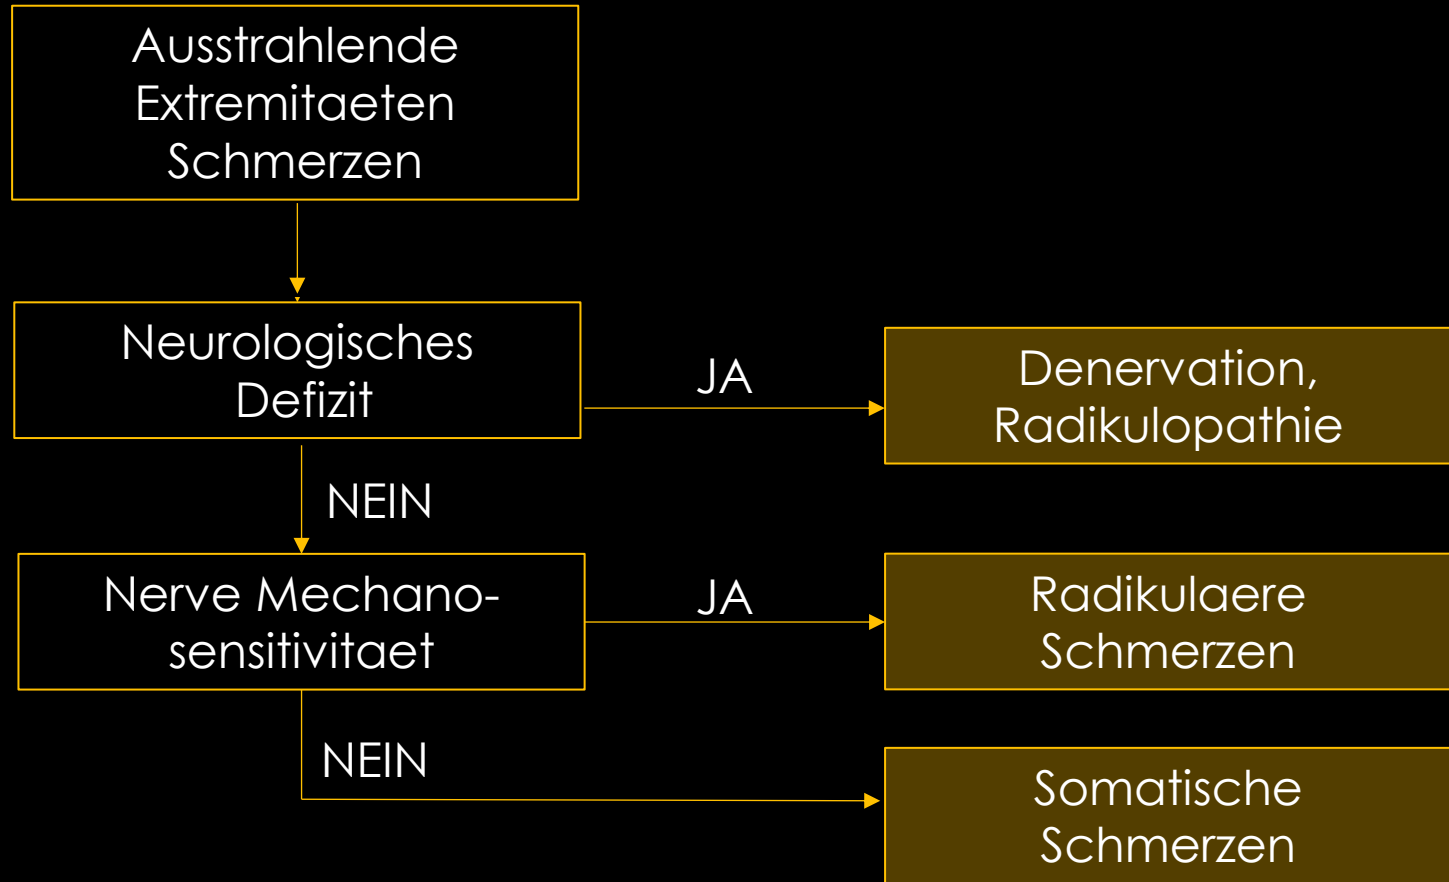 Ausstrahlende
Extremitaeten
Schmerzen
Neurologisches
Defizit
JA
Denervation,
Radikulopathie
NEIN
Nerve Mechano-
sensitivitaet
JA
Radikulaere
Schmerzen
NEIN
Somatische
Schmerzen